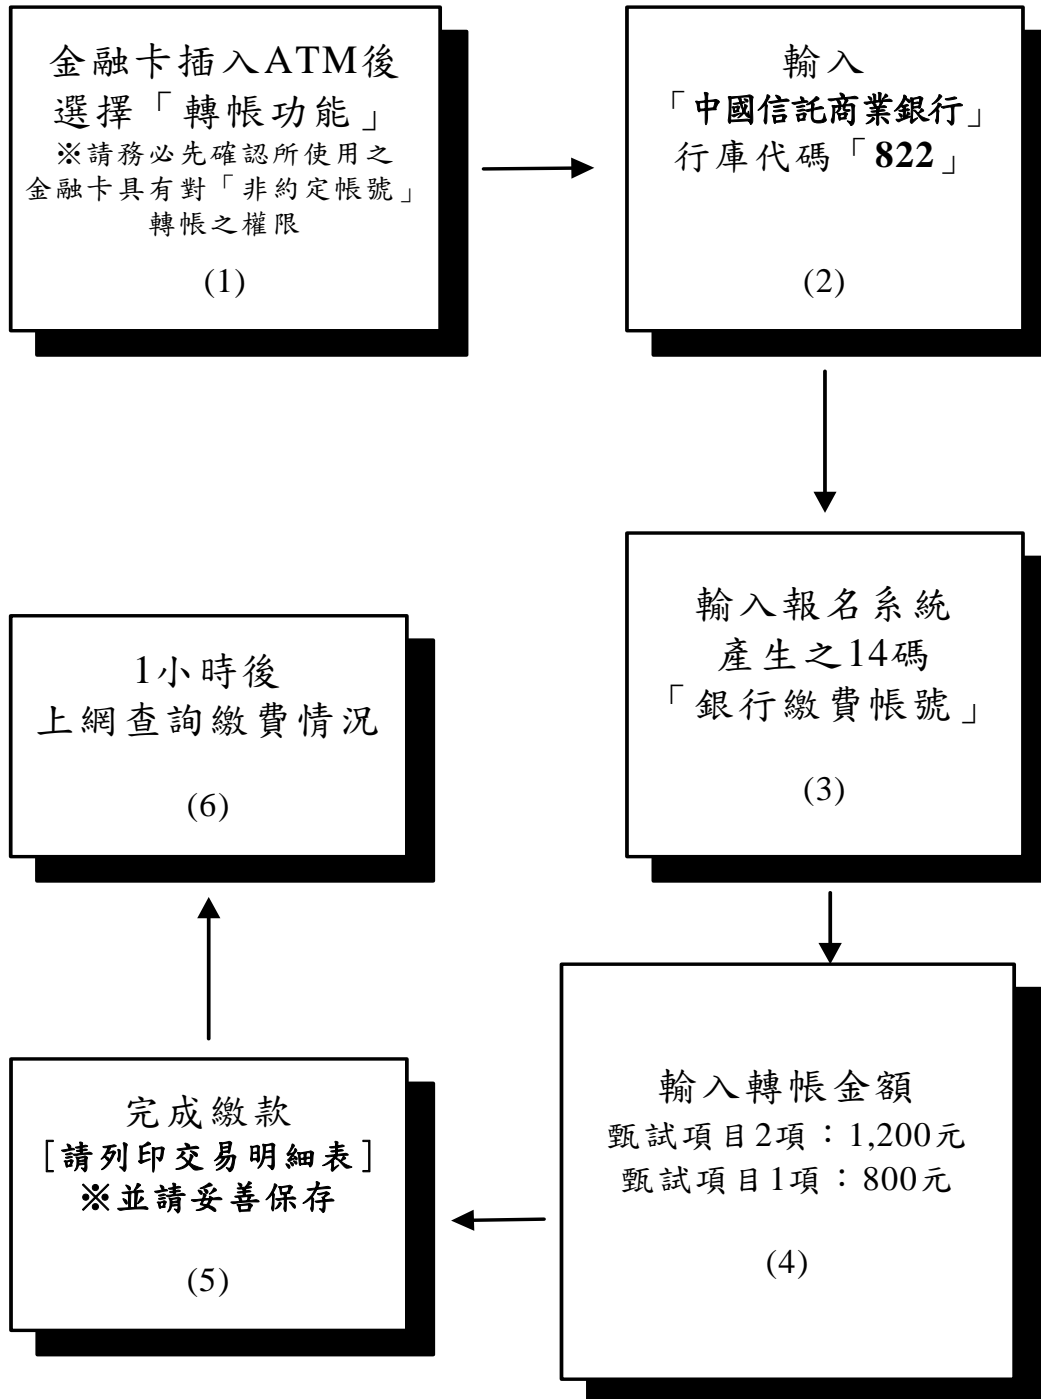 金融卡插入ATM後
選擇「轉帳功能」
※請務必先確認所使用之
金融卡具有對「非約定帳號」
轉帳之權限
(1)
輸入
「中國信託商業銀行」
行庫代碼「822」
(2)
輸入報名系統
產生之14碼
「銀行繳費帳號」
(3)
輸入轉帳金額
甄試項目2項：1,200元
甄試項目1項：800元
(4)
完成繳款
[請列印交易明細表]
※並請妥善保存
(5)
1小時後
上網查詢繳費情況
(6)